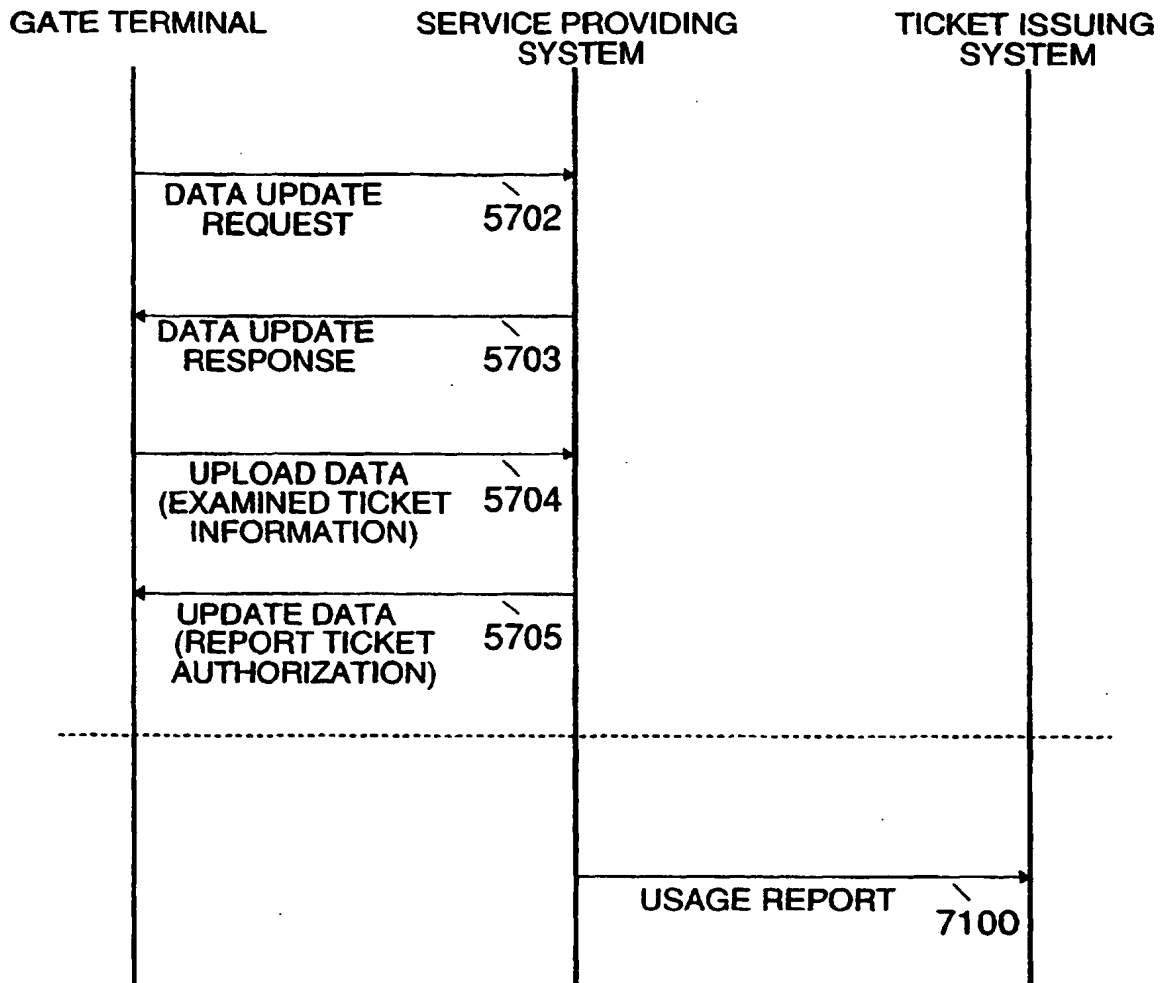 GATE TERMINAL
SERVICE PROVIDING
SYSTEM
TICKET ISSUING
SYSTEM
DATA UPDATE
REQUEST
5702
DATA UPDATE
RESPONSE
5703
UPLOAD DATA
(EXAMINED TICKET
INFORMATION)
5704
UPDATE DATA
(REPORT TICKET
AUTHORIZATION)
5705
USAGE REPORT
7100